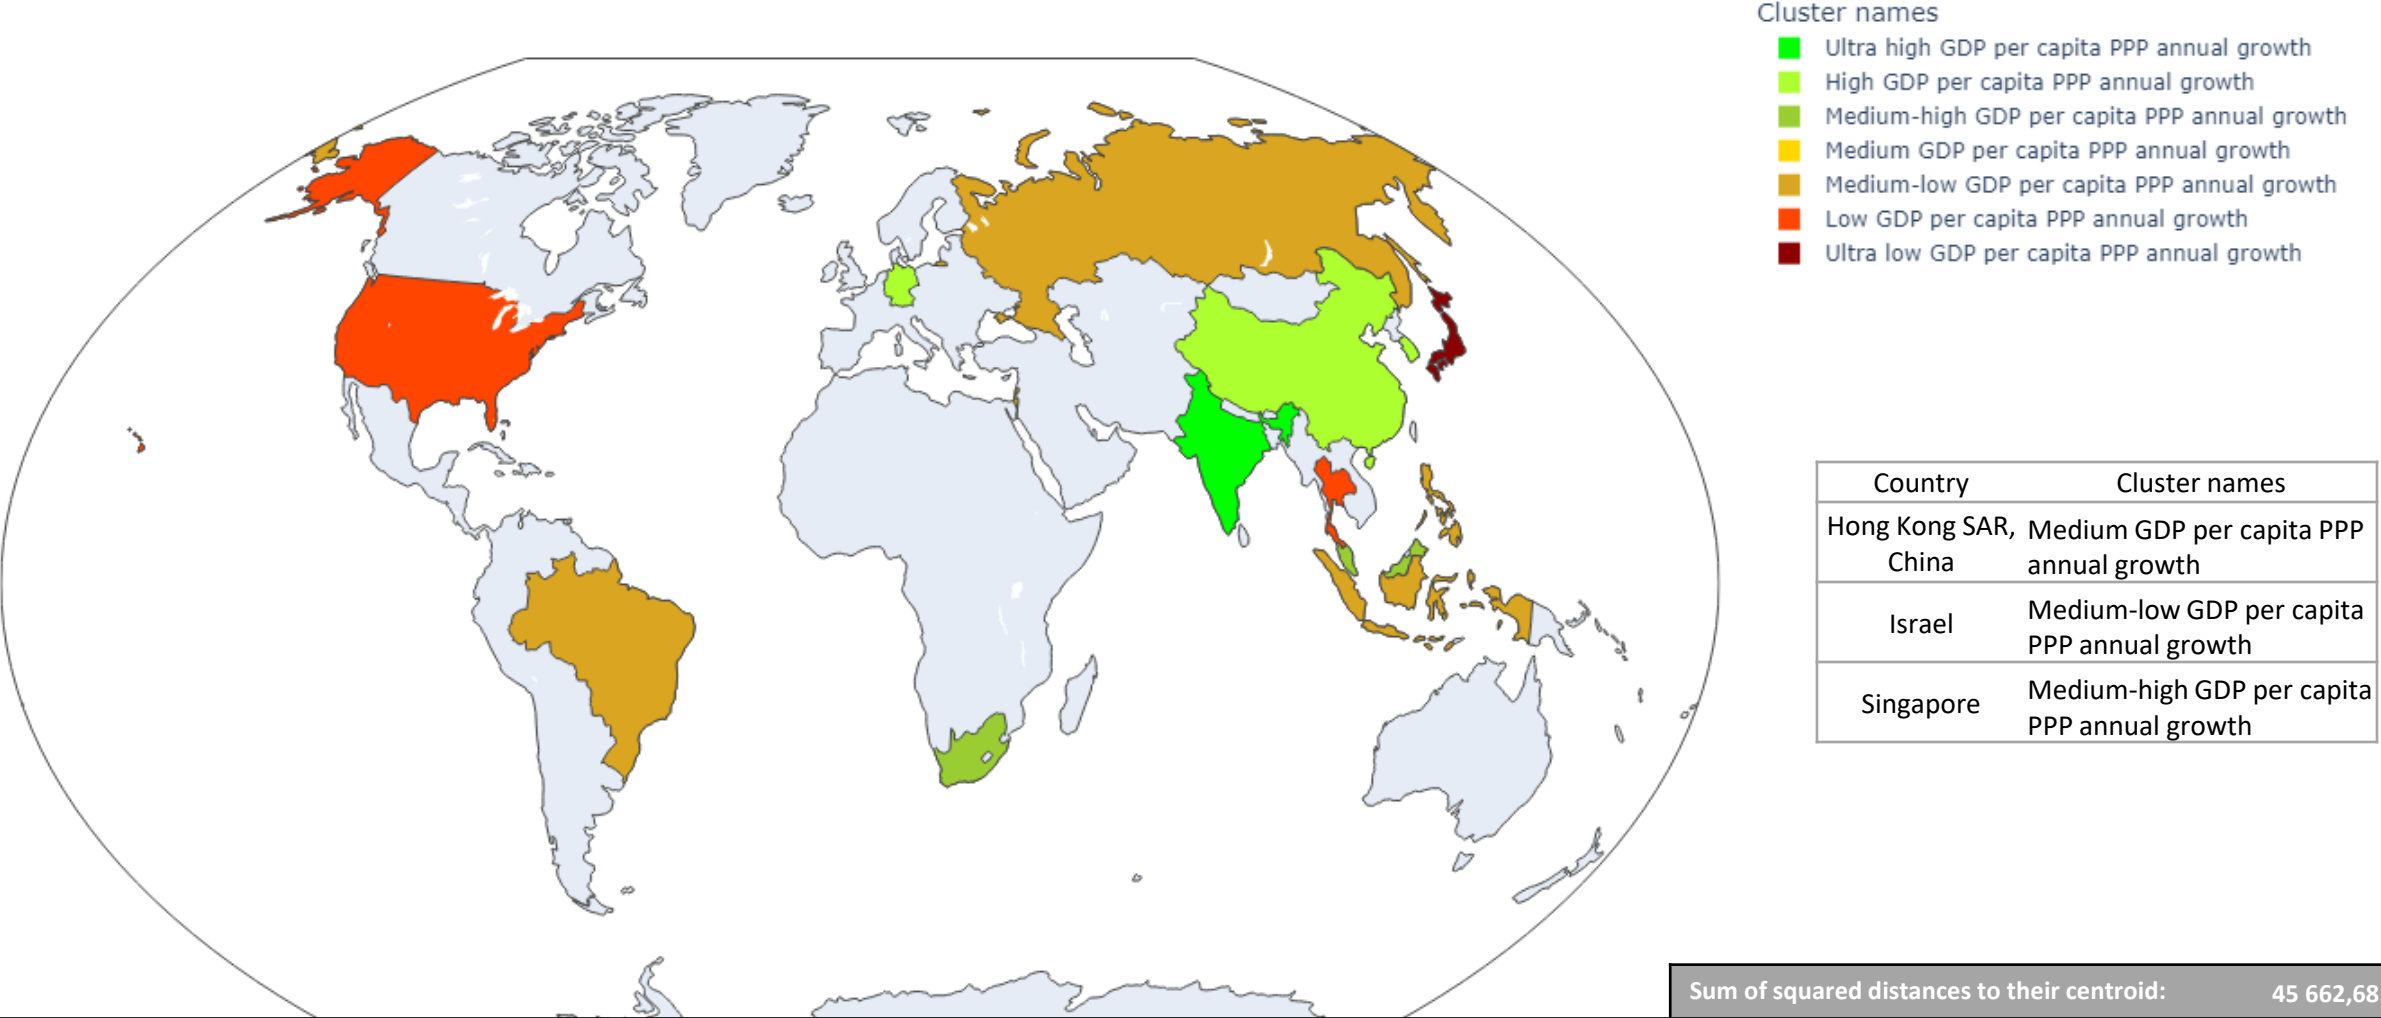 Cluster names
Ultra high GDP per capita PPP annual growth
High GDP per capita PPP annual growth
Medium-high GDP per capita PPP annual growth
Medium GDP per capita PPP annual growth
Medium-low GDP per capita PPP annual growth
Low GDP per capita PPP annual growth
Ultra low GDP per capita PPP annual growth
Country Cluster names
Hong Kong SAR, China Medium GDP per capita PPP
annual growth
Israel Medium-low GDP per capita
PPP annual growth
Singapore Medium-high GDP per capita
PPP annual growth
Sum of squared distances to their centroid: 45 662,68